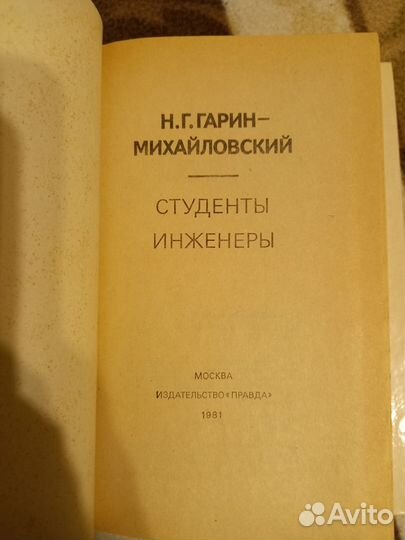 Н.Г.ГАРИН–
МИХАЙЛОВСКИЙ
СТУДЕНТЫ
ИНЖЕНЕРЫ
МОСКВА
ИЗДАТЕЛЬСТВО «ПРАВДА»
1981
Avito